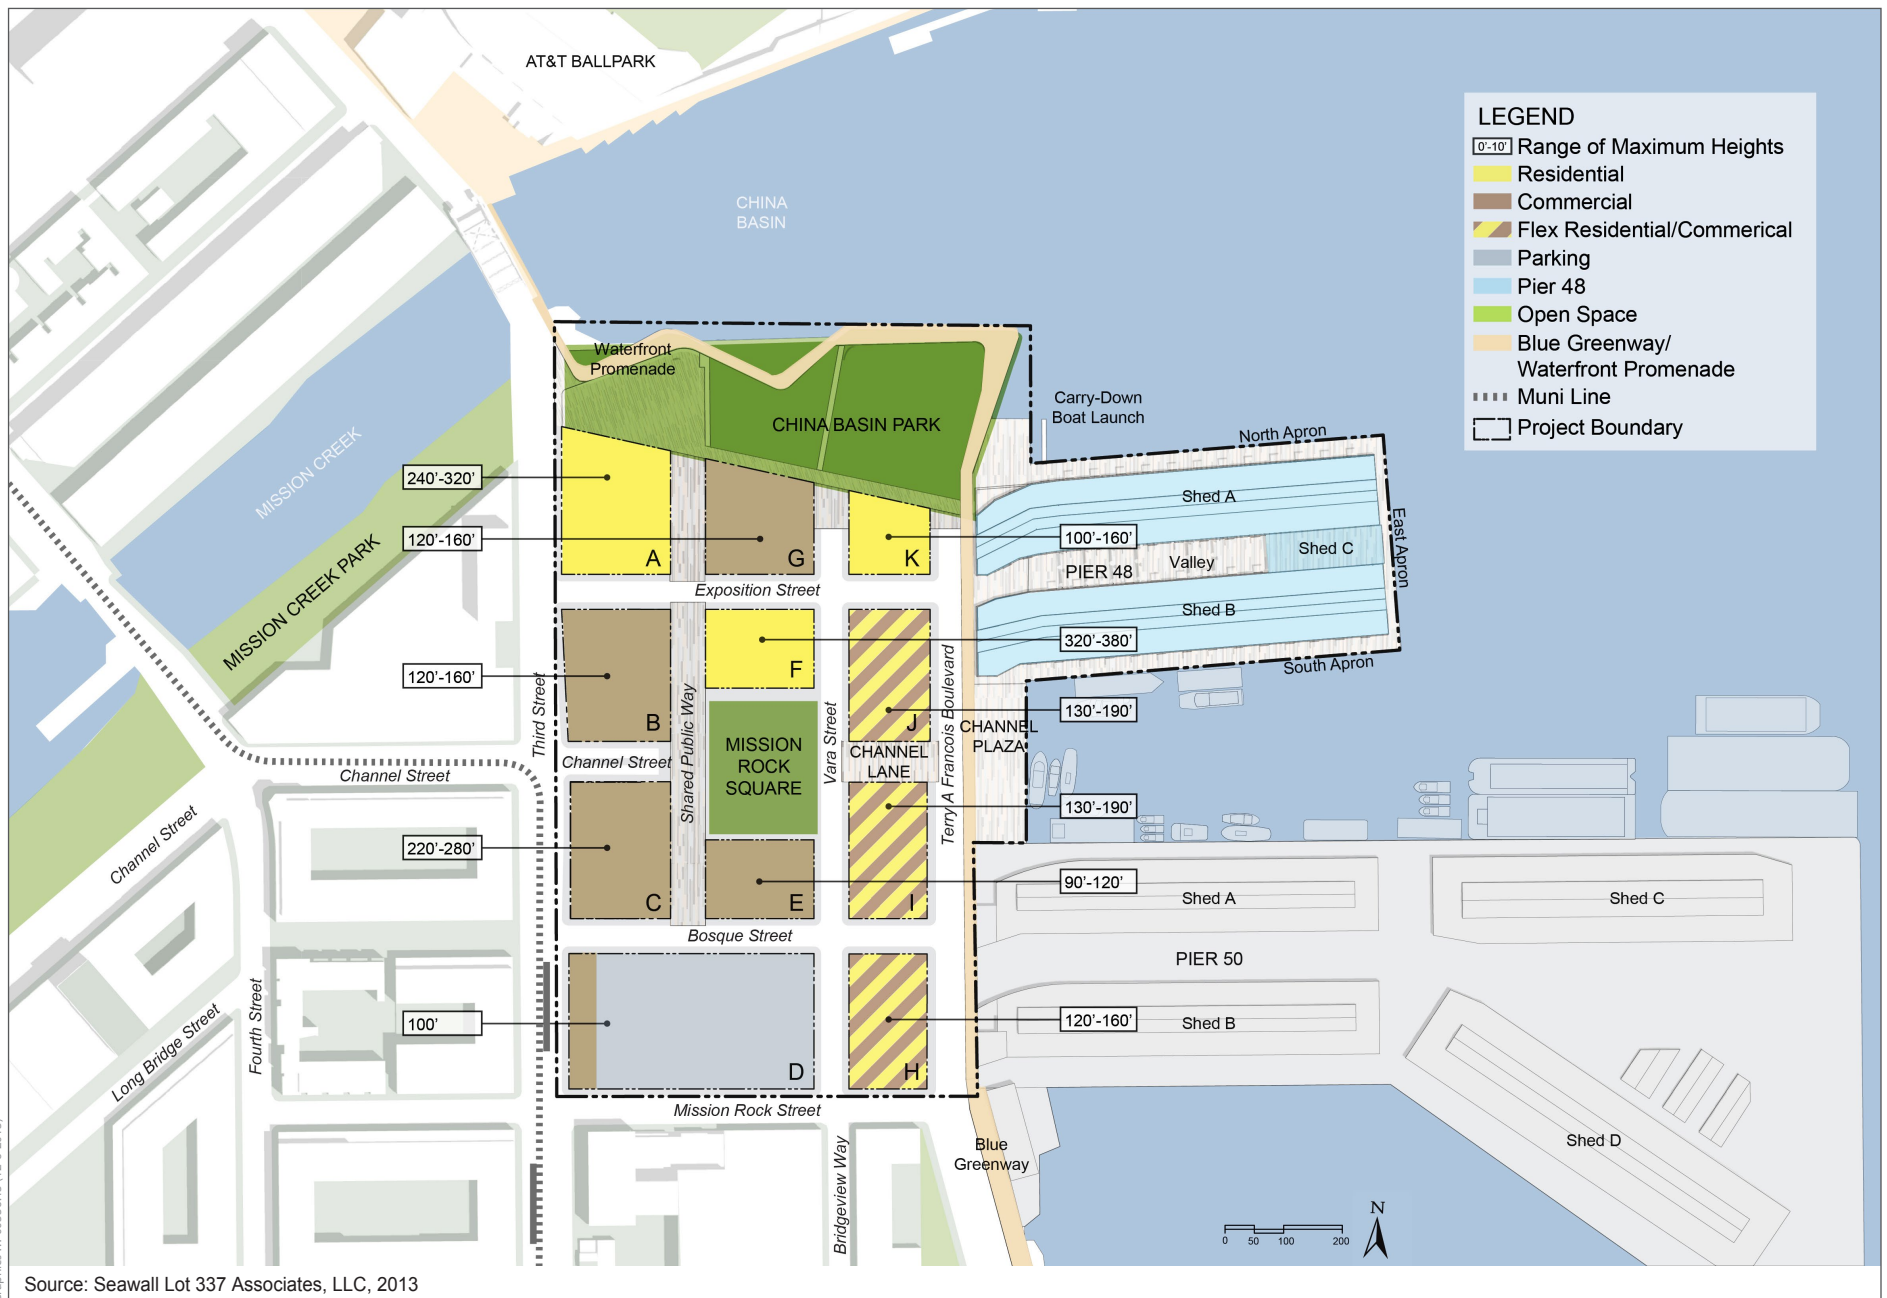 AT&T BALLPARK
CHINA
BASIN
LEGEND
0'-10' Range of Maximum Heights
Residential
Commercial
Flex Residential/Commerical
Parking
Pier 48
Open Space
Blue Greenway/
Waterfront Promenade
Muni Line
Project Boundary
Waterfront
Promenade
CHINA BASIN PARK
Carry-Down
Boat Launch
North Apron
MISSION CREEK
MISSION CREEK PARK
240'-320'
120'-160'
A
G
K
100'-160'
Shed A
PIER 48
Valley
Shed C
East Apron
Exposition Street
Shed B
320'-380'
South Apron
120'-160'
Third Street
B
Shared Public Way
F
Vara Street
J
Terry A Francois Boulevard
130'-190'
CHANNEL
PLAZA
MISSION
ROCK
SQUARE
CHANNEL
LANE
Channel Street
Channel Street
Channel Street
130'-190'
220'-280'
C
E
I
90'-120'
Shed A
Shed C
Bosque Street
PIER 50
Fourth Street
Long Bridge Street
100'
D
H
120'-160'
Shed B
Mission Rock Street
Bridgeview Way
Blue
Greenway
Shed D
N
0 50 100 200
Source: Seawall Lot 337 Associates, LLC, 2013